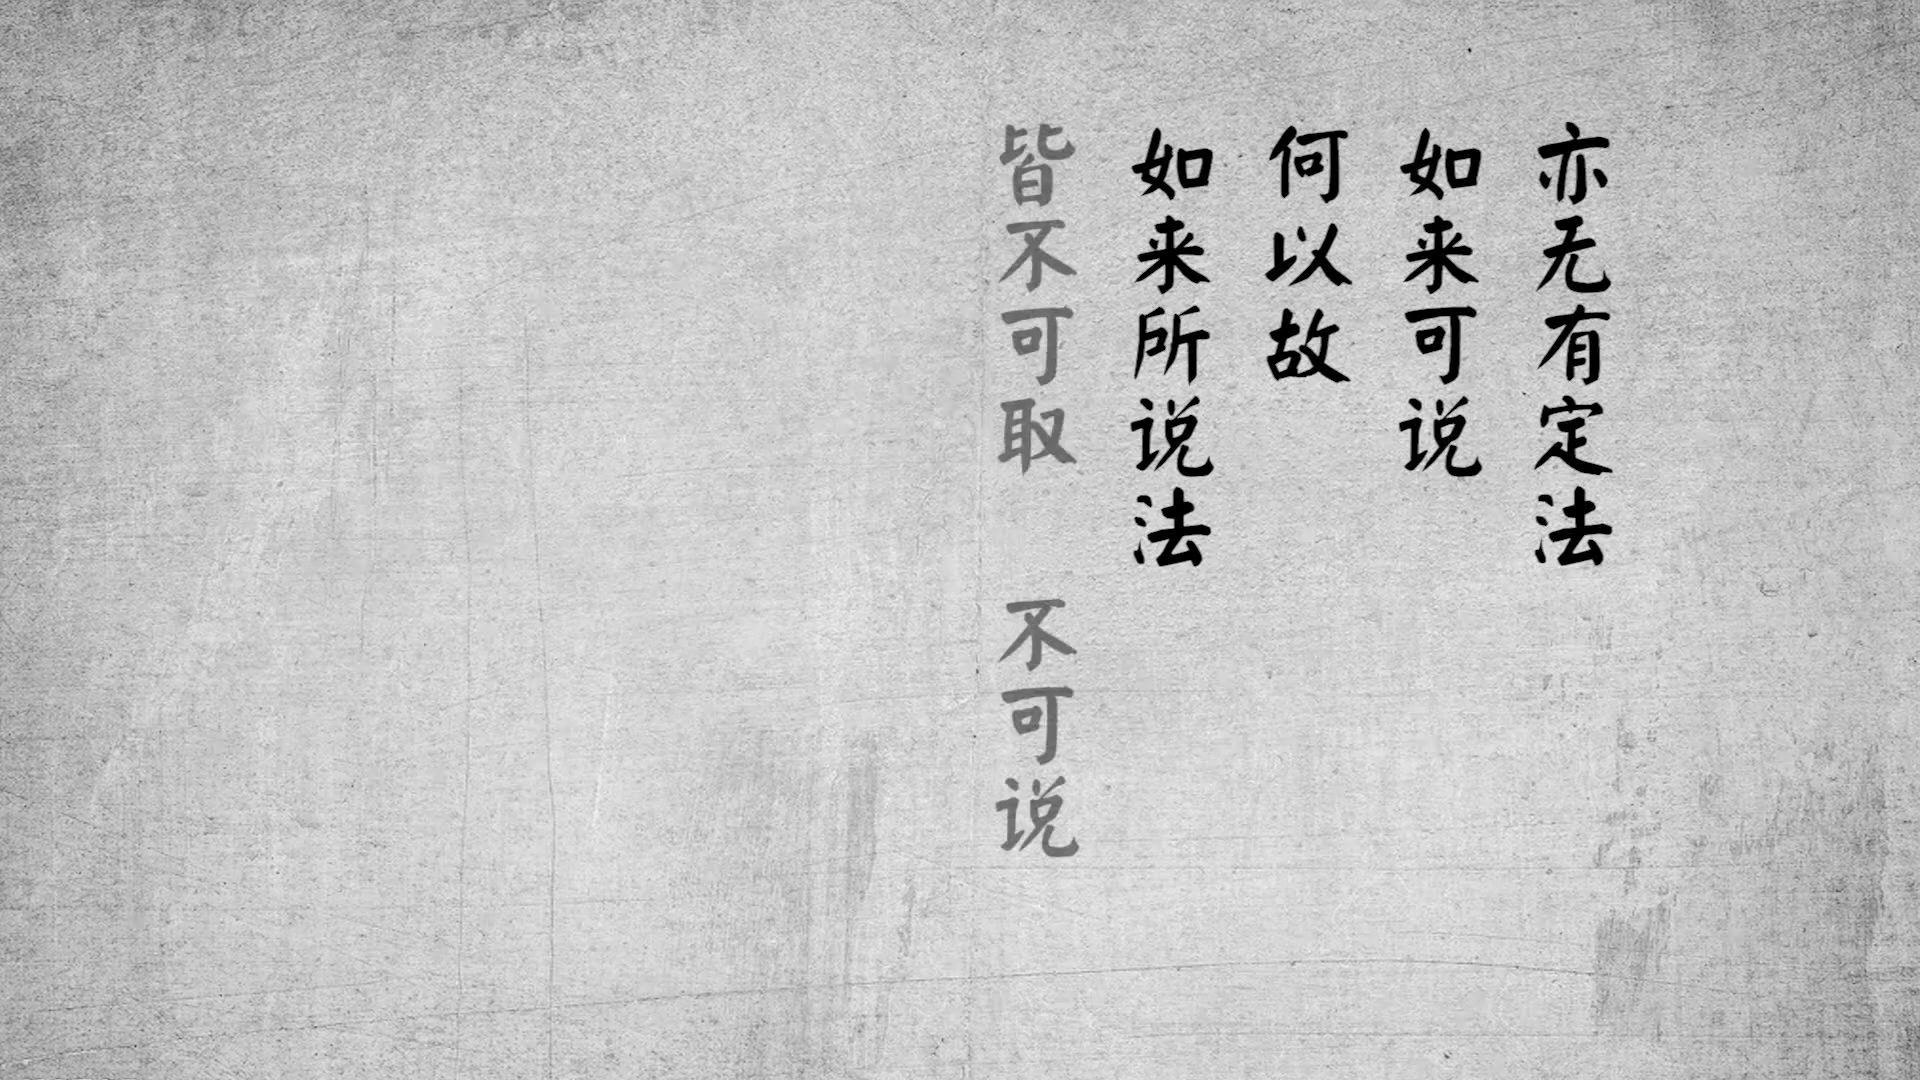 亦无有定法
如来可说
何以故
如来所说法
皆不可取 不可说